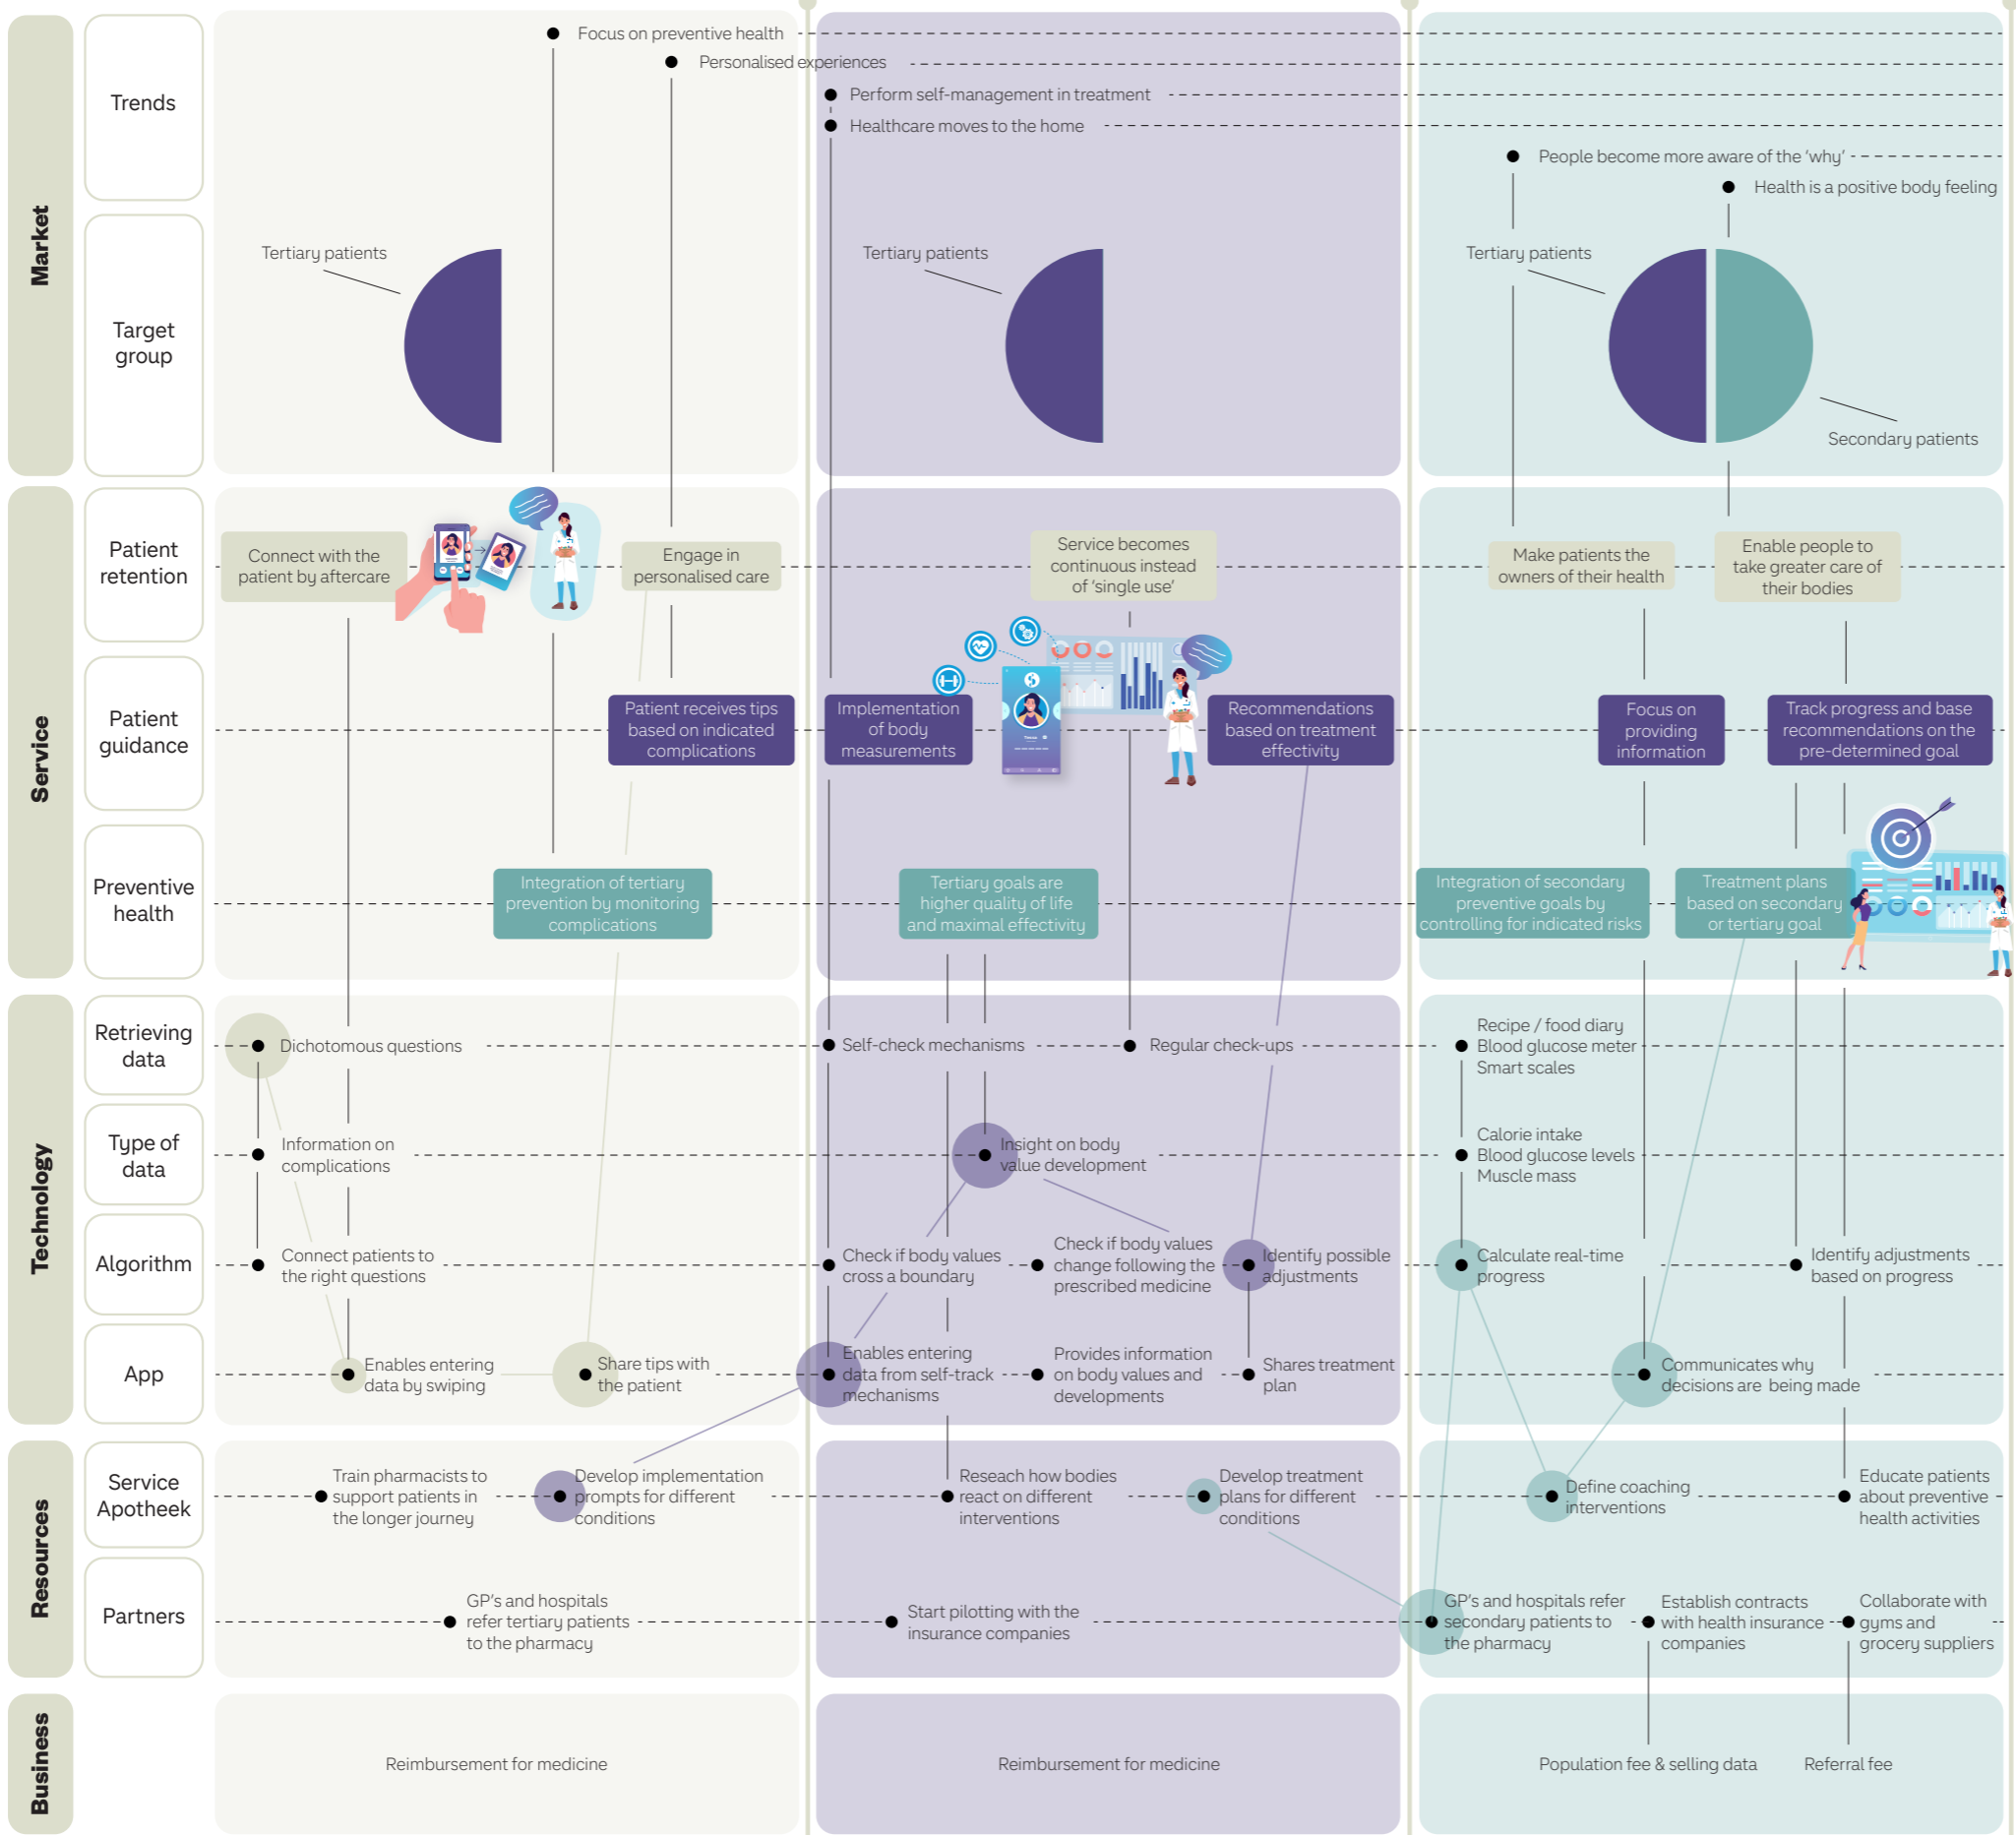 Market
Trends
Focus on preventive health
Personalised experiences
Perform self-management in treatment
Healthcare moves to the home
People become more aware of the ‘why’
Health is a positive body feeling
Target
group
Tertiary patients
Tertiary patients
Tertiary patients
Secondary patients
Service
Patient
retention
Connect with the
patient by aftercare
Engage in
personalised care
Service becomes
continuous instead
of ‘single use’
Make patients the
owners of their health
Enable people to
take greater care of
their bodies
Patient
guidance
Patient receives tips
based on indicated
complications
Implementation
of body
measurements
Recommendations
based on treatment
effectivity
Focus on
providing
information
Track progress and base
recommendations on the
pre-determined goal
Preventive
health
Integration of tertiary
prevention by monitoring
complications
Tertiary goals are
higher quality of life
and maximal effectivity
Integration of secondary
preventive goals by
controlling for indicated risks
Treatment plans
based on secondary
or tertiary goal
Technology
Retrieving
data
Dichotomous questions
Self-check mechanisms
Regular check-ups
Recipe / food diary
Blood glucose meter
Smart scales
Type of
data
Information on
complications
Insight on body
value development
Calorie intake
Blood glucose levels
Muscle mass
Algorithm
Connect patients to
the right questions
Check if body values
cross a boundary
Check if body values
change following the
prescribed medicine
Identify possible
adjustments
Calculate real-time
progress
Identify adjustments
based on progress
App
Enables entering
data by swiping
Share tips with
the patient
Enables entering
data from self-track
mechanisms
Provides information
on body values and
developments
Shares treatment
plan
Communicates why
decisions are being made
Resources
Service
Apotheek
Train pharmacists to
support patients in
the longer journey
Develop implementation
prompts for different
conditions
Reseach how bodies
react on different
interventions
Develop treatment
plans for different
conditions
Define coaching
interventions
Educate patients
about preventive
health activities
Partners
GP’s and hospitals
refer tertiary patients
to the pharmacy
Start pilotting with the
insurance companies
GP’s and hospitals refer
secondary patients to
the pharmacy
Establish contracts
with health insurance
companies
Collaborate with
gyms and
grocery suppliers
Business
Reimbursement for medicine
Reimbursement for medicine
Population fee & selling data
Referral fee